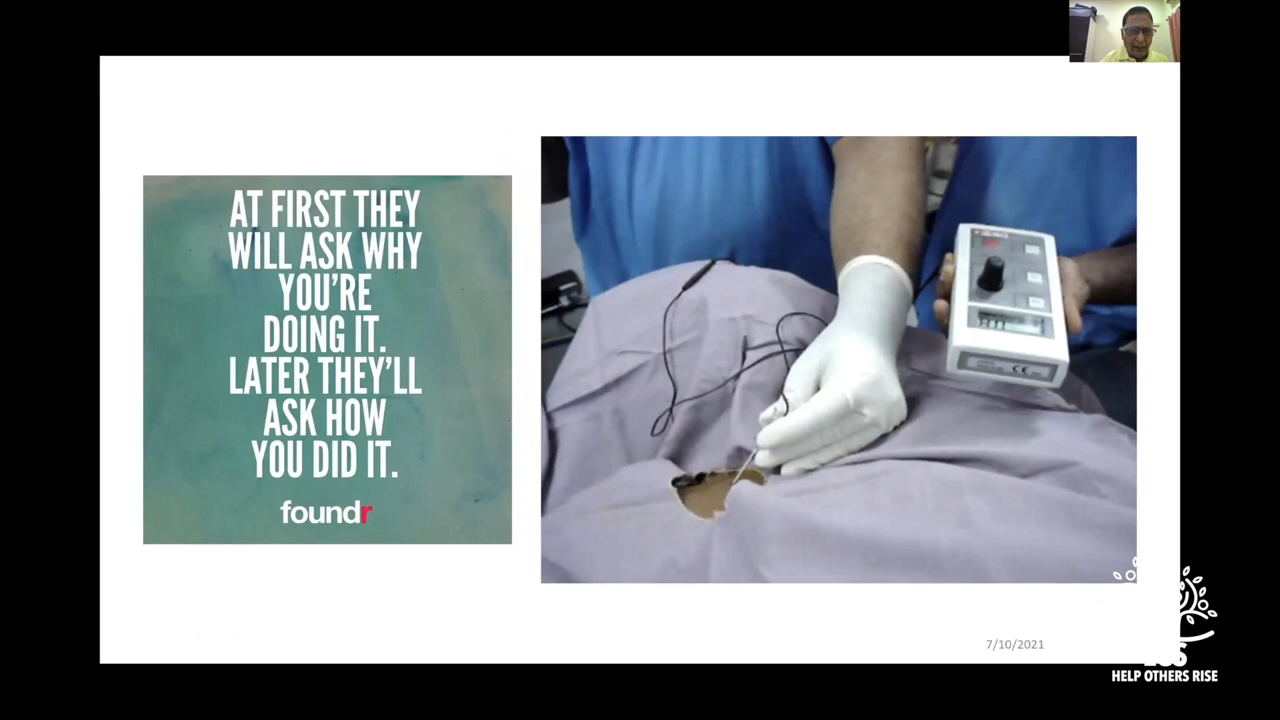 AT FIRST THEY
WILL ASK WHY
YOU'RE
DOING IT.
LATER THEY'LL
ASK HOW
YOU DID IT.
foundr
CE
7/10/2021
HELP OTHERS RISE